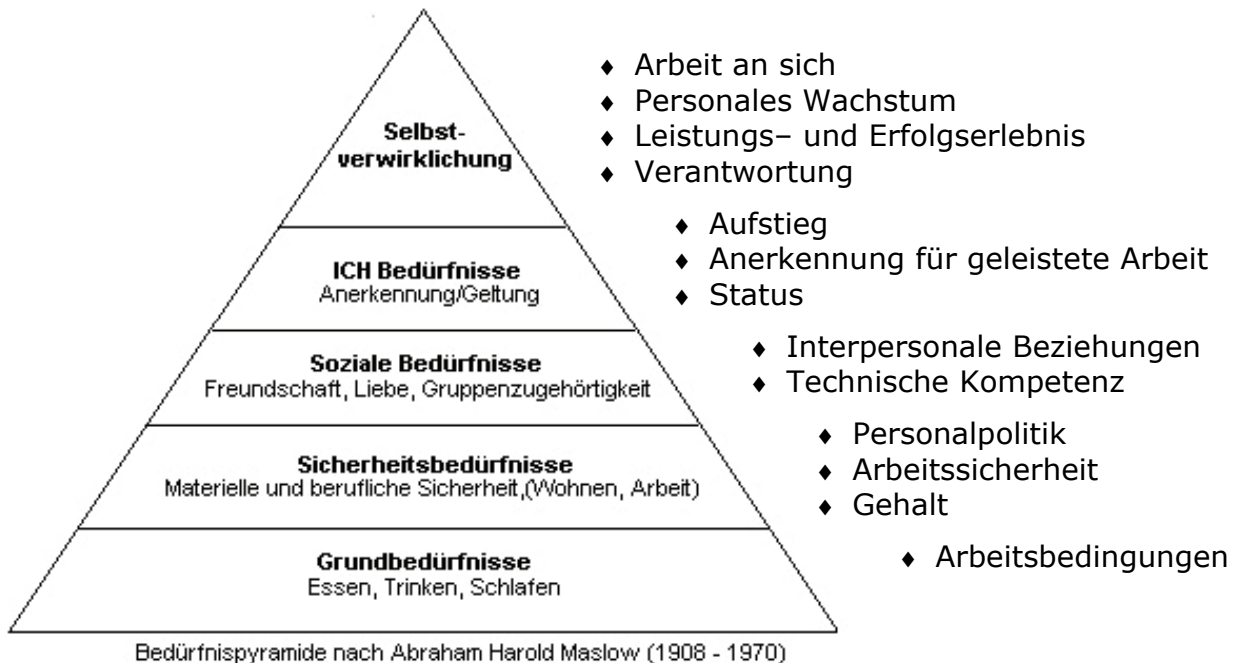 Selbst-
verwirklichung
ICH Bedürfnisse
Anerkennung/Geltung
Soziale Bedürfnisse
Freundschaft, Liebe, Gruppenzugehörtigkeit
Sicherheitsbedürfnisse
Materielle und berufliche Sicherheit,(Wohnen, Arbeit)
Grundbedürfnisse
Essen, Trinken, Schlafen
Bedürfnispyramide nach Abraham Harold Maslow (1908 - 1970)
♦ Arbeit an sich
♦ Personales Wachstum
♦ Leistungs– und Erfolgserlebnis
♦ Verantwortung
♦ Aufstieg
♦ Anerkennung für geleistete Arbeit
♦ Status
♦ Interpersonale Beziehungen
♦ Technische Kompetenz
♦ Personalpolitik
♦ Arbeitssicherheit
♦ Gehalt
♦ Arbeitsbedingungen